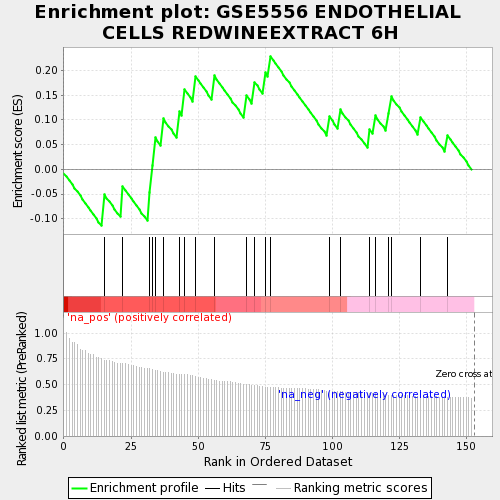 Enrichment plot: GSE5556 ENDOTHELIAL
CELLS REDWINEEXTRACT 6H
Enrichment score (ES)
0.20
0.15
0.10
0.05
0.00
-0.05
-0.10
'na_pos' (positively correlated)
Ranked list metric (PreRanked)
1.00
0.75
0.50
0.25
0.00
Zero cross at
'na_neg' (negatively correlated)
0 25 50 75 100 125 150
Rank in Ordered Dataset
Enrichment profile Hits Ranking metric scores